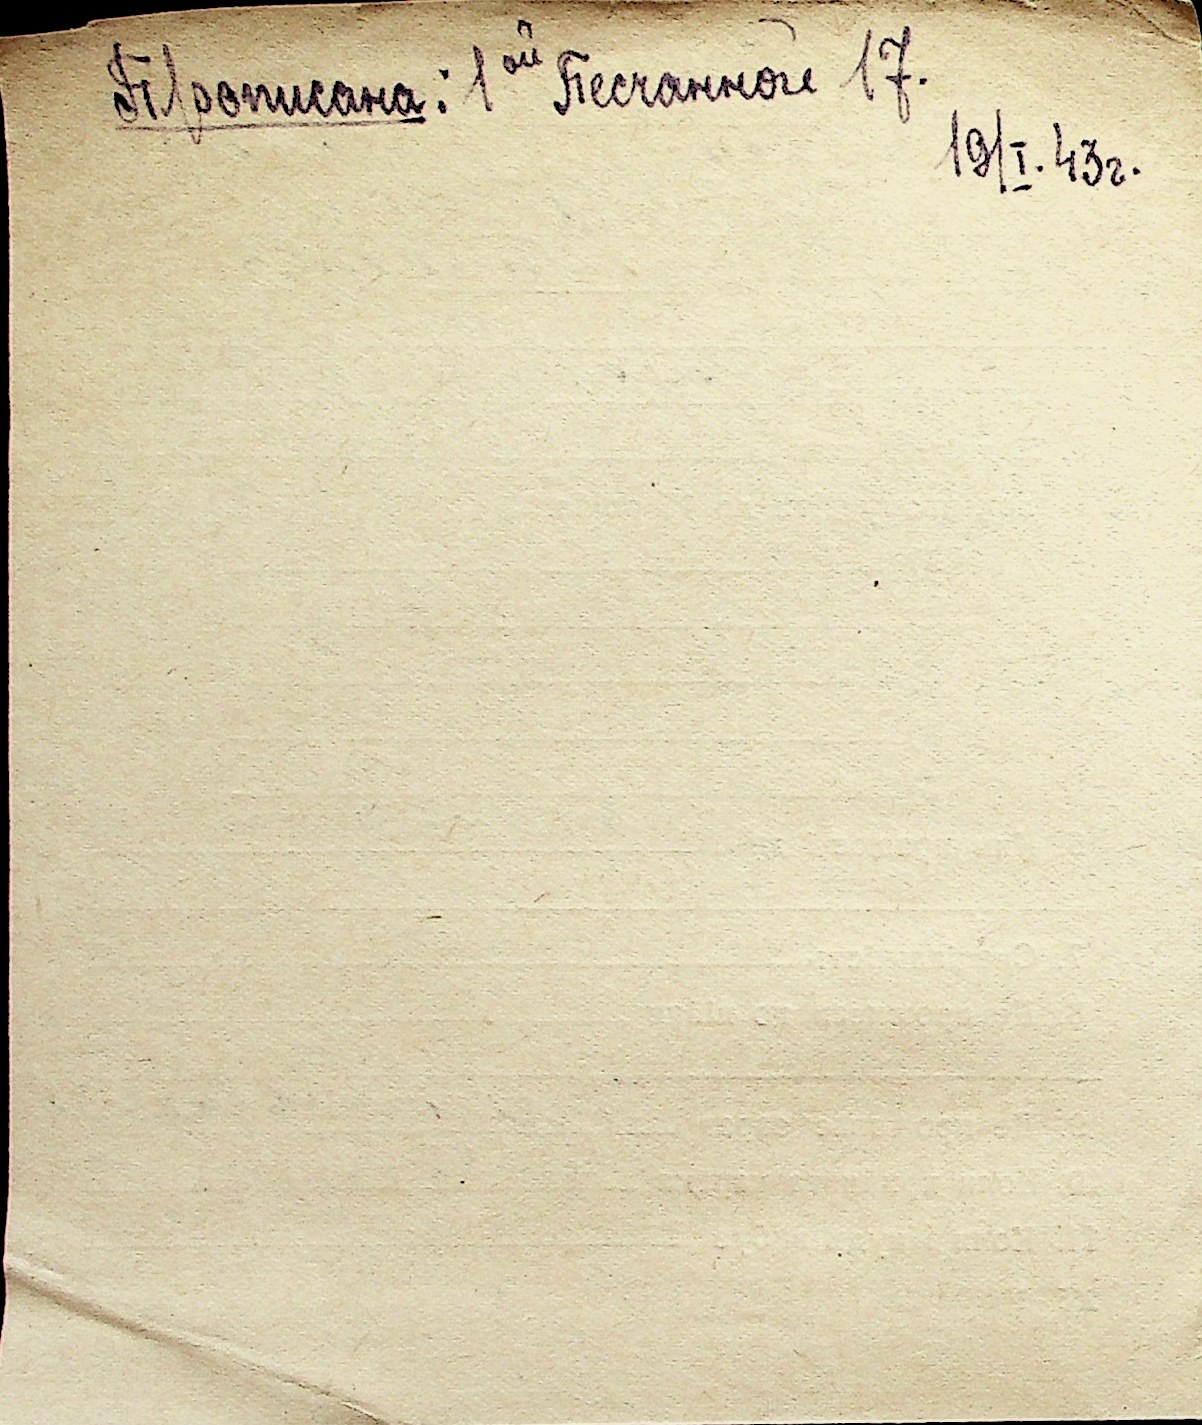 Прописана: 1ой Песчанной 17.
19/I. 43г.